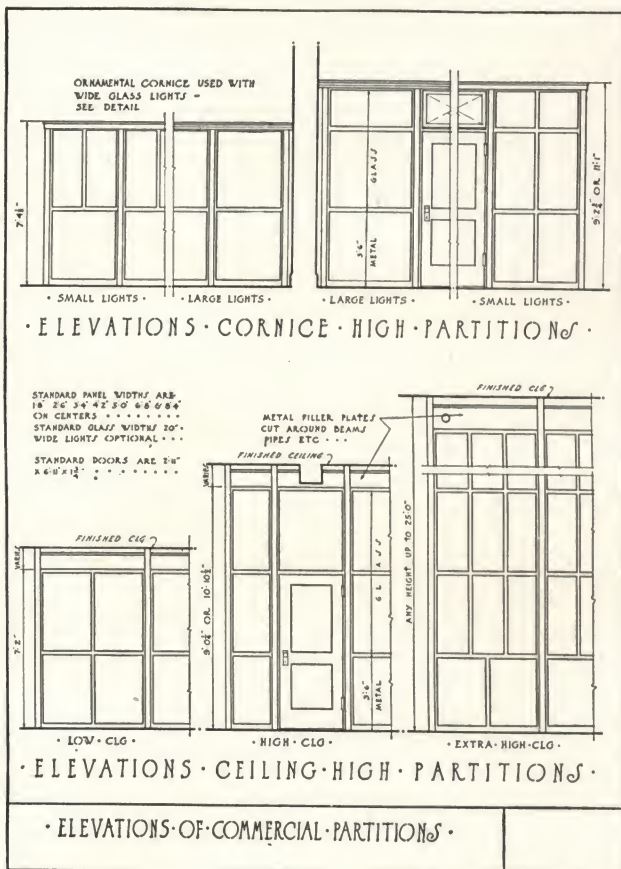 ORNAMENTAL CORNICE USED WITH
WIDE GLASS LIGHTS -
SEE DETAIL
7'4½"
GLASS
3'6"
METAL
9'2¾" OR 11'1"
· SMALL LIGHTS · · LARGE LIGHTS ·
· LARGE LIGHTS · · SMALL LIGHTS ·
· ELEVATIONS · CORNICE · HIGH · PARTITIONS ·
STANDARD PANEL WIDTHS ARE
1'8" 2'6" 3'4" 4'2" 5'0" 6'8" 8'4"
ON CENTERS · · · · · · · ·
STANDARD GLASS WIDTHS 20" ·
WIDE LIGHTS OPTIONAL · · ·
STANDARD DOORS ARE 2'11"
X 6'11" X 1¾" · · · · · · ·
METAL FILLER PLATES
CUT AROUND BEAMS
PIPES ETC · · ·
FINISHED CLG
FINISHED CEILING
FINISHED CLG
VARIES
7'2"
VARIES
9'0¼" OR 10'10½"
GLASS
3'6"
METAL
ANY HEIGHT UP TO 25'0"
· LOW · CLG ·
· HIGH · CLG ·
· EXTRA · HIGH · CLG ·
· ELEVATIONS · CEILING · HIGH · PARTITIONS ·
· ELEVATIONS · OF · COMMERCIAL · PARTITIONS ·